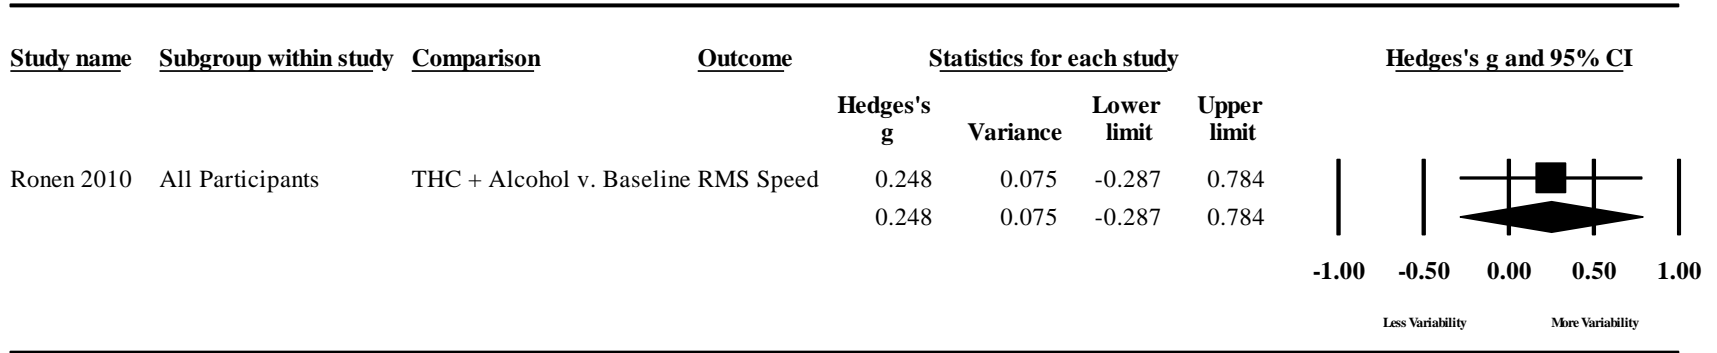 Study name Subgroup within study Comparison Outcome Statistics for each study Hedges's g and 95% CI
Hedges's g Variance Lower limit Upper limit
Ronen 2010 All Participants THC + Alcohol v. Baseline RMS Speed 0.248 0.075 -0.287 0.784
0.248 0.075 -0.287 0.784
-1.00 -0.50 0.00 0.50 1.00
Less Variability More Variability